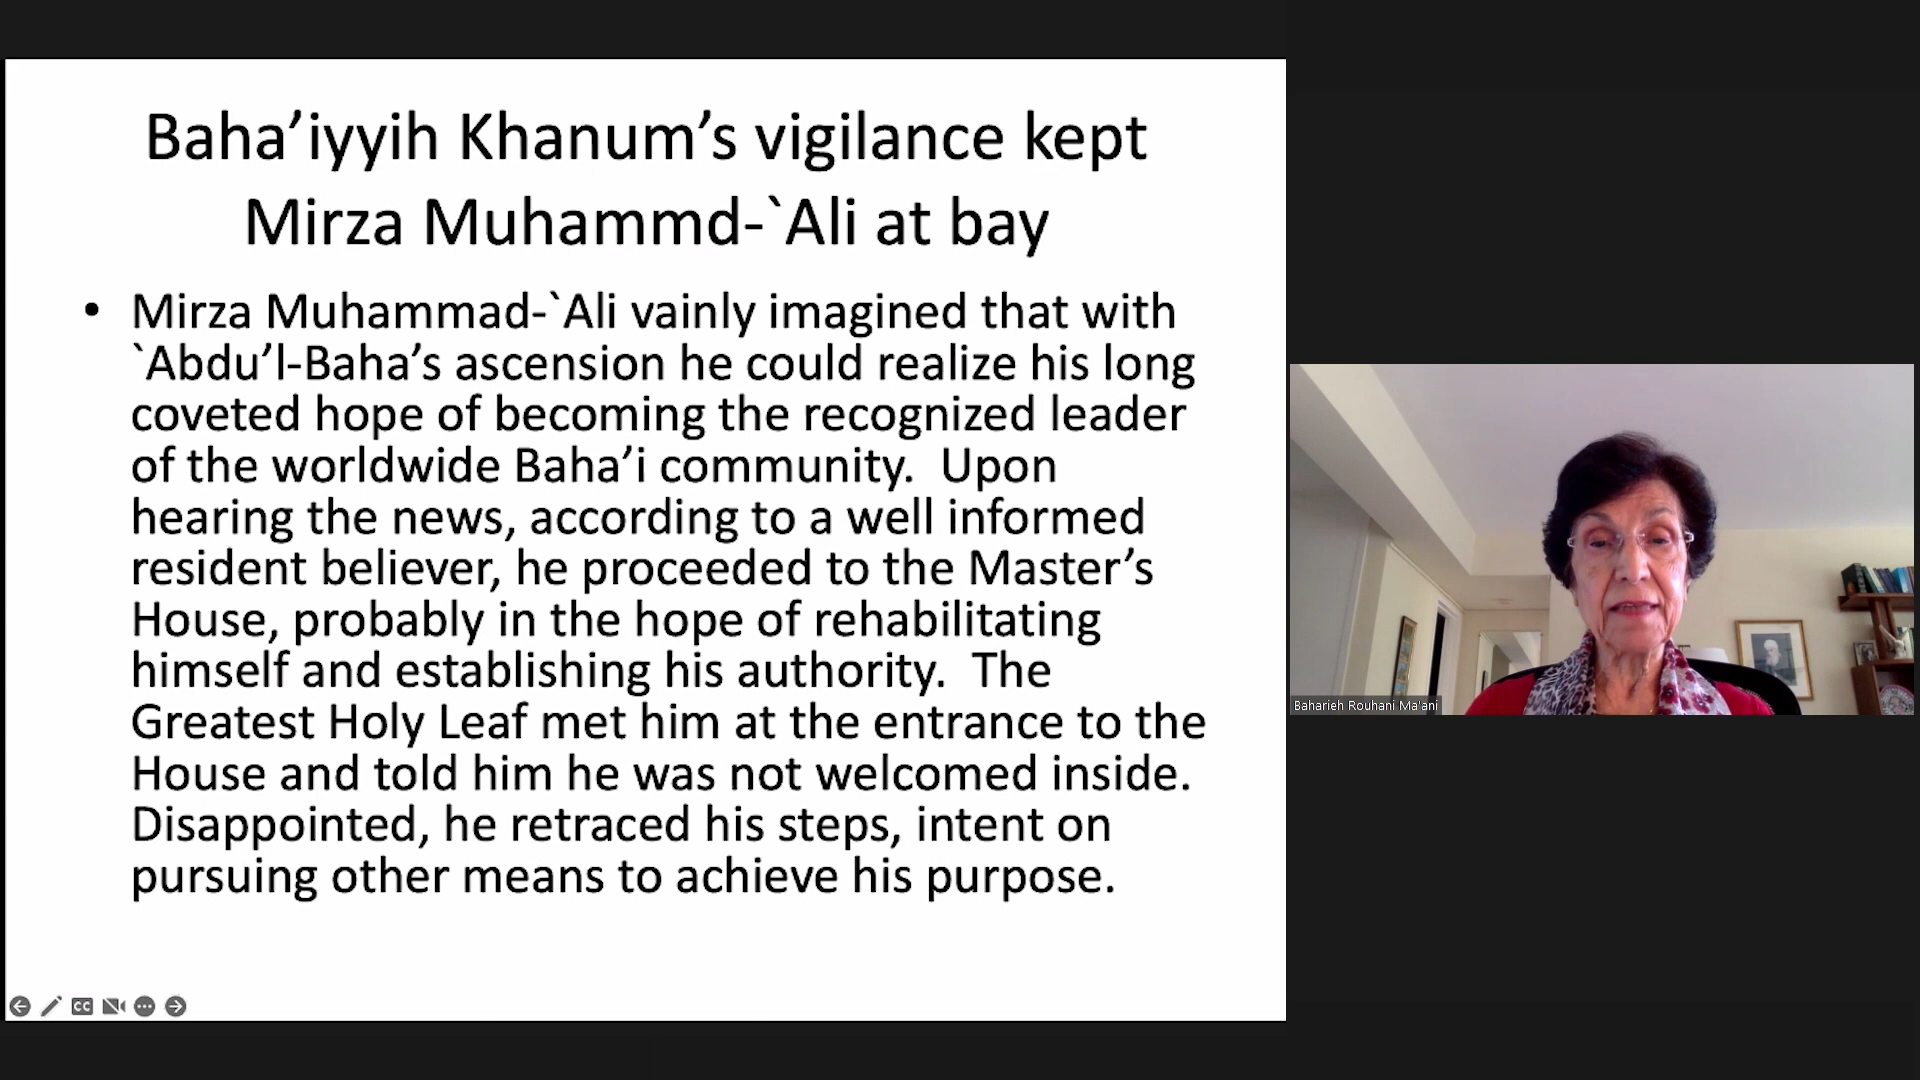 Baha’iyyih Khanum’s vigilance kept
Mirza Muhammd-`Ali at bay
• Mirza Muhammad-`Ali vainly imagined that with
`Abdu’l-Baha’s ascension he could realize his long
coveted hope of becoming the recognized leader
of the worldwide Baha’i community.  Upon
hearing the news, according to a well informed
resident believer, he proceeded to the Master’s
House, probably in the hope of rehabilitating
himself and establishing his authority.  The
Greatest Holy Leaf met him at the entrance to the
House and told him he was not welcomed inside.
Disappointed, he retraced his steps, intent on
pursuing other means to achieve his purpose.
CC
Baharieh Rouhani Ma'ani